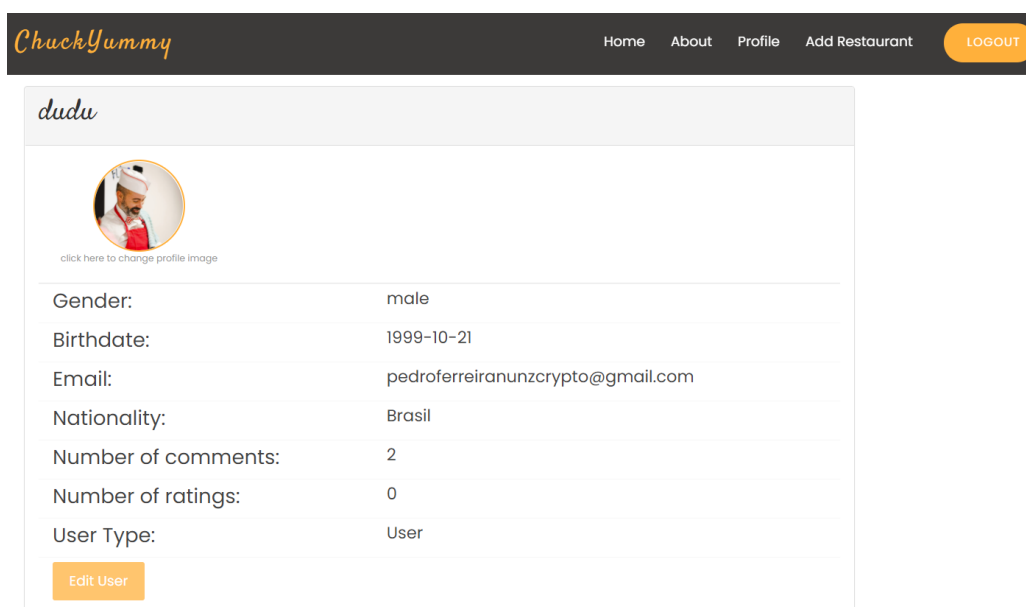 ChuckYummy Home About Profile Add Restaurant LOGOUT
dudu
click here to change profile image
Gender: male
Birthdate: 1999-10-21
Email: pedroferreiranunzcrypto@gmail.com
Nationality: Brasil
Number of comments: 2
Number of ratings: 0
User Type: User
Edit User